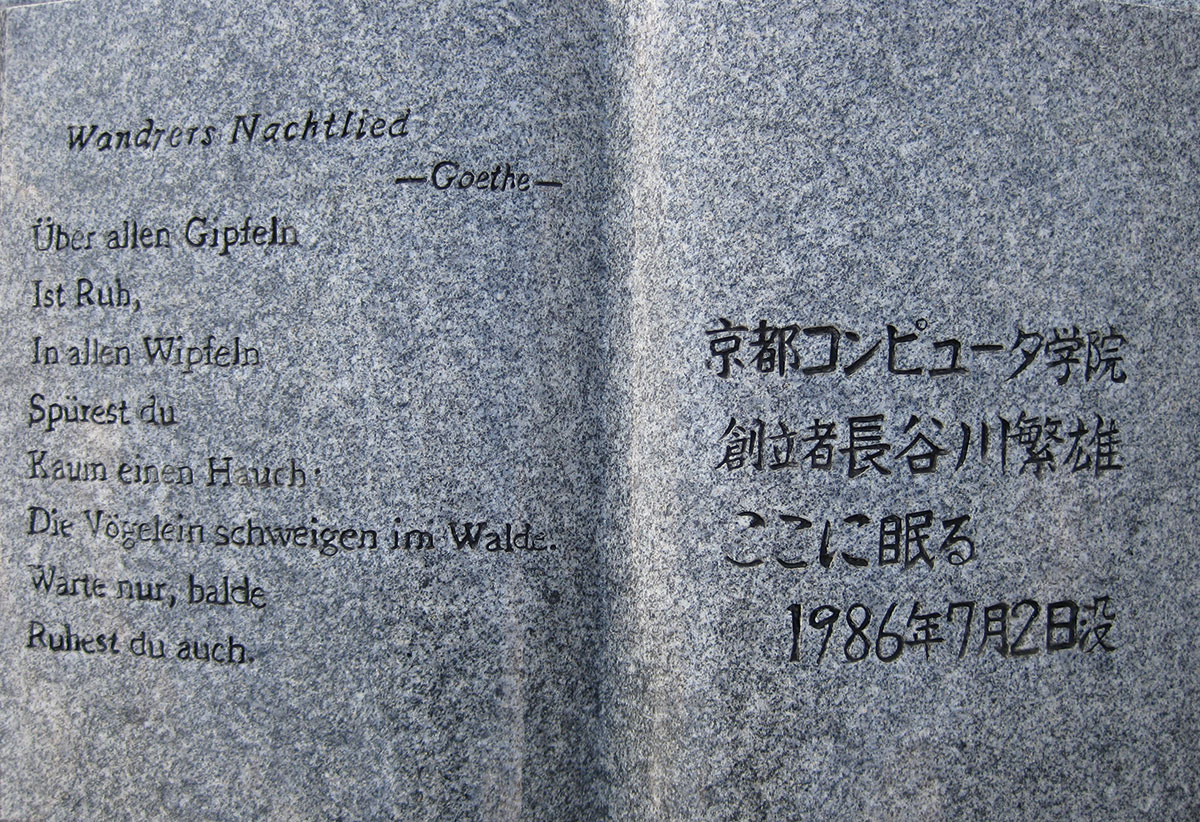 Wandrers Nachtlied
—Goethe—
Über allen Gipfeln
Ist Ruh,
In allen Wipfeln
Spürest du
Kaum einen Hauch;
Die Vögelein schweigen im Walde.
Warte nur, balde
Ruhest du auch.
京都コンピュータ学院
創立者長谷川繁雄
ここに眠る
1986年7月2日没